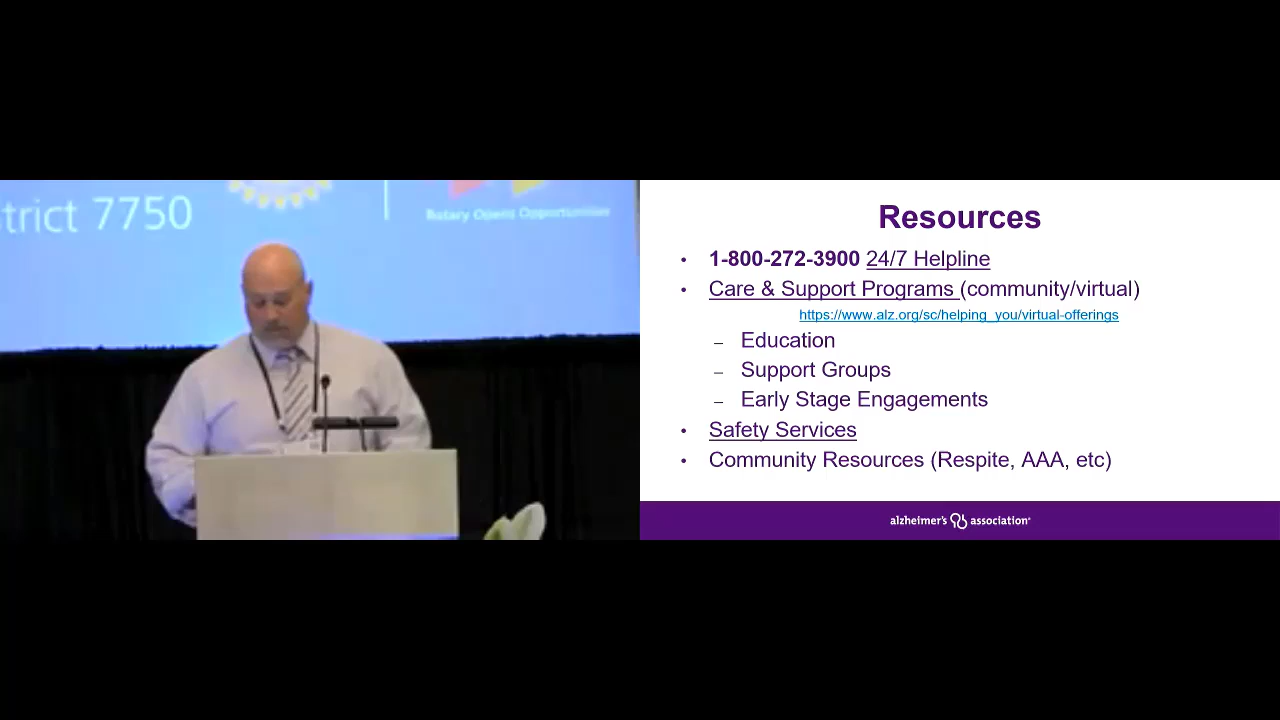 strict 7750
Rotary Opens Opportunities
Resources
• 1-800-272-3900 24/7 Helpline
• Care & Support Programs (community/virtual)
https://www.alz.org/sc/helping_you/virtual-offerings
– Education
– Support Groups
– Early Stage Engagements
• Safety Services
• Community Resources (Respite, AAA, etc)
alzheimer's association®